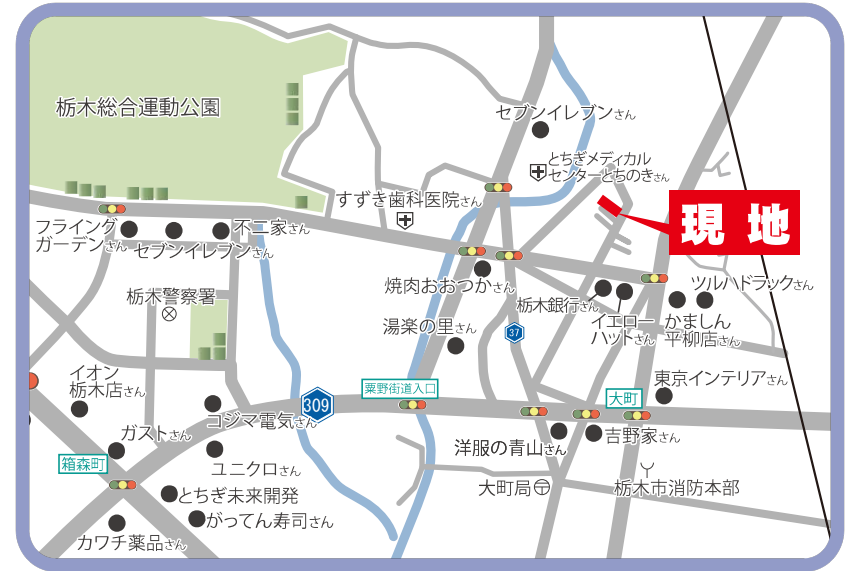 栃木総合運動公園
セブンイレブンさん
とちぎメディカル
センターとちのきさん
すずき歯科医院さん
現地
フライング
ガーデンさん
セブンイレブンさん
不二家さん
焼肉おおつかさん
ツルハドラックさん
栃木警察署
栃木銀行さん
イエロー
ハットさん
かましん
平柳店さん
湯楽の里さん
37
イオン
栃木店さん
東京インテリアさん
粟野街道入口
309
大町
コジマ電気さん
ガストさん
洋服の青山さん
吉野家さん
箱森町
ユニクロさん
大町局
栃木市消防本部
とちぎ未来開発
がってん寿司さん
カワチ薬品さん